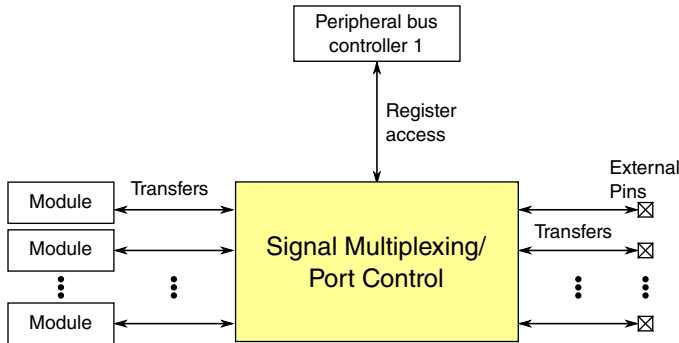 Peripheral bus
controller 1
Register
access
External
Pins
Module
Transfers
Module
Transfers
Signal Multiplexing/
Port Control
Module